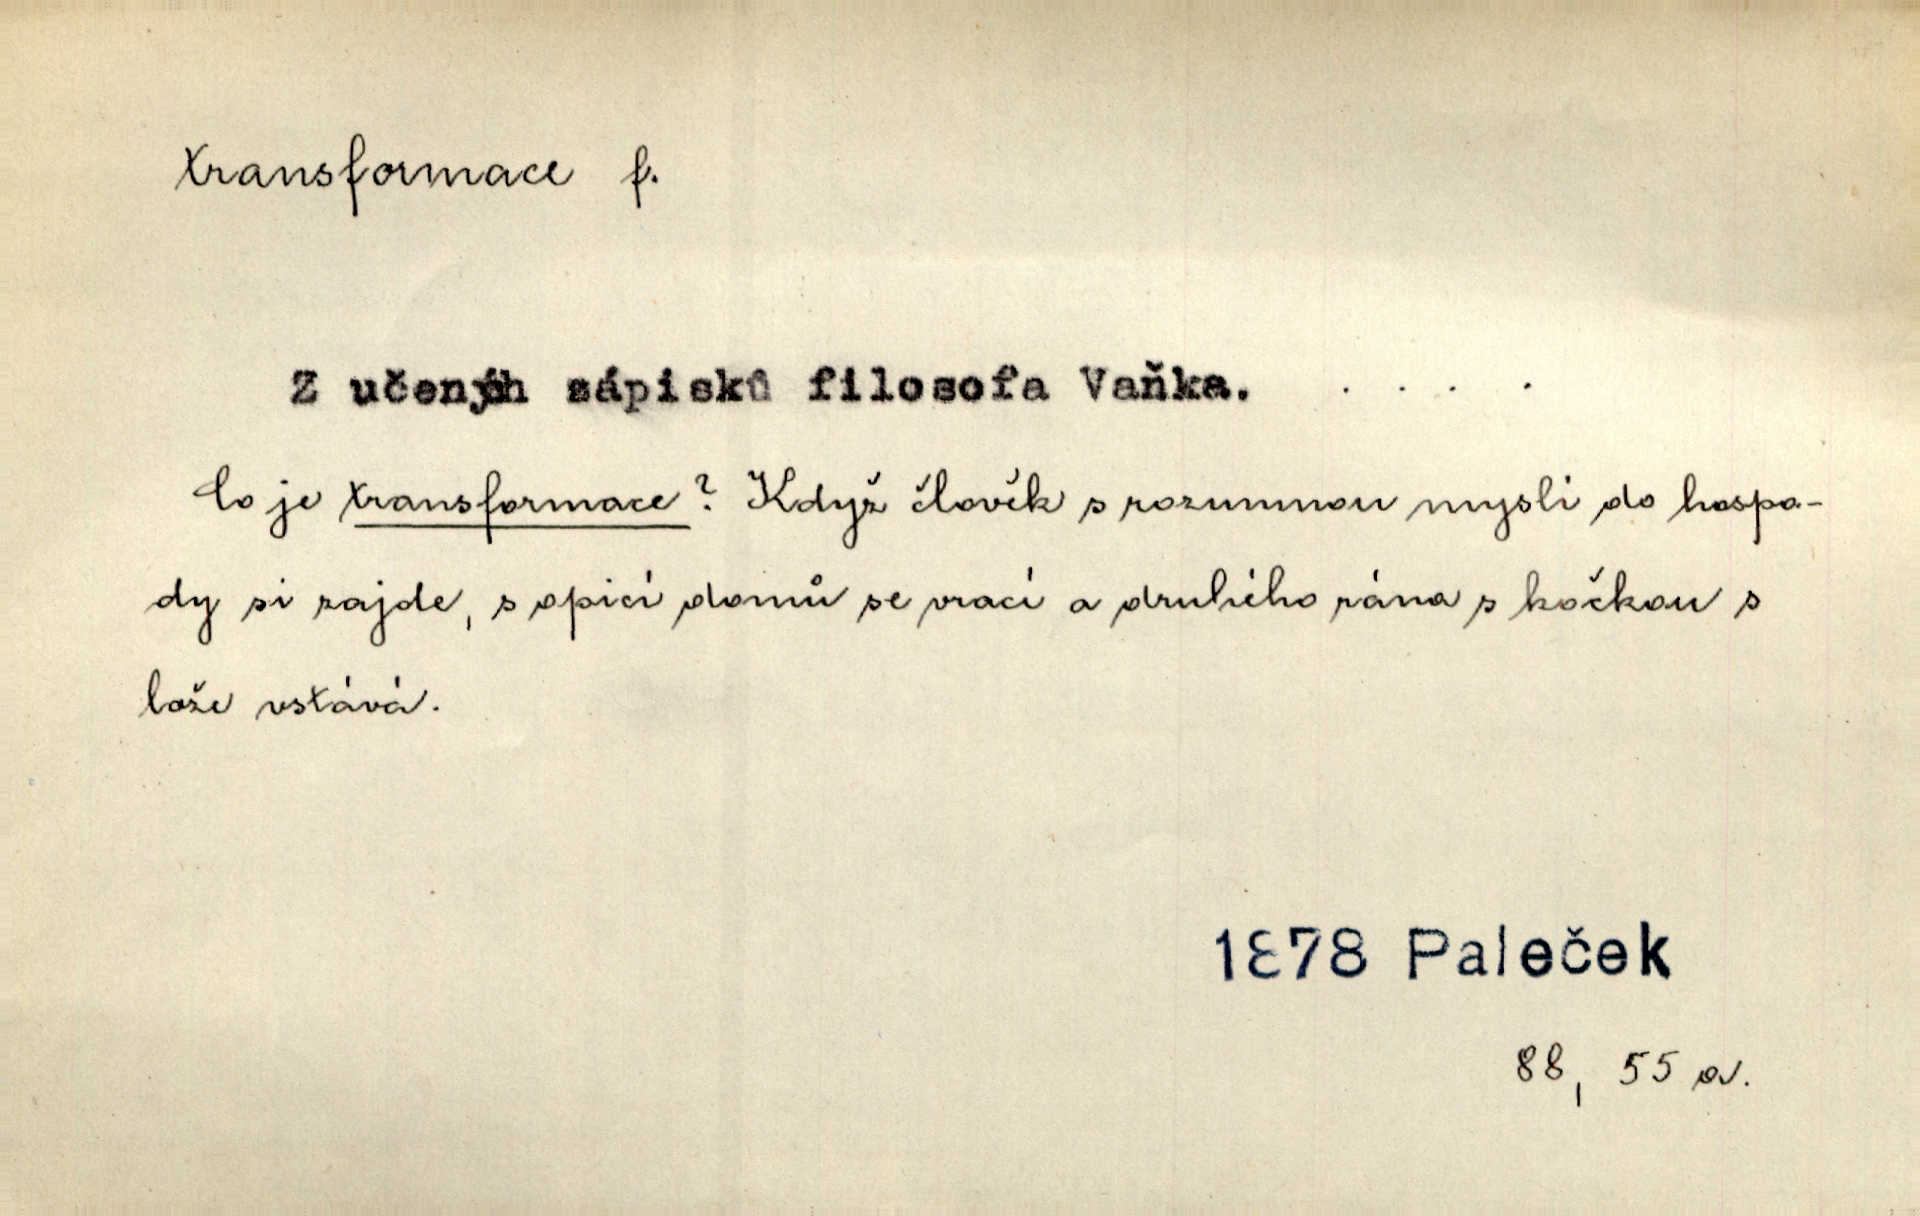 transformace f.
Z učených zápisků filosofa Vaňka. . . . .
Co je transformace? Když člověk s rozumnou myslí do hospo-
dy si zajde, s opicí domů se vrací a druhého rána s kočkou s
lože vstává.
1878 Paleček
88, 55 a.